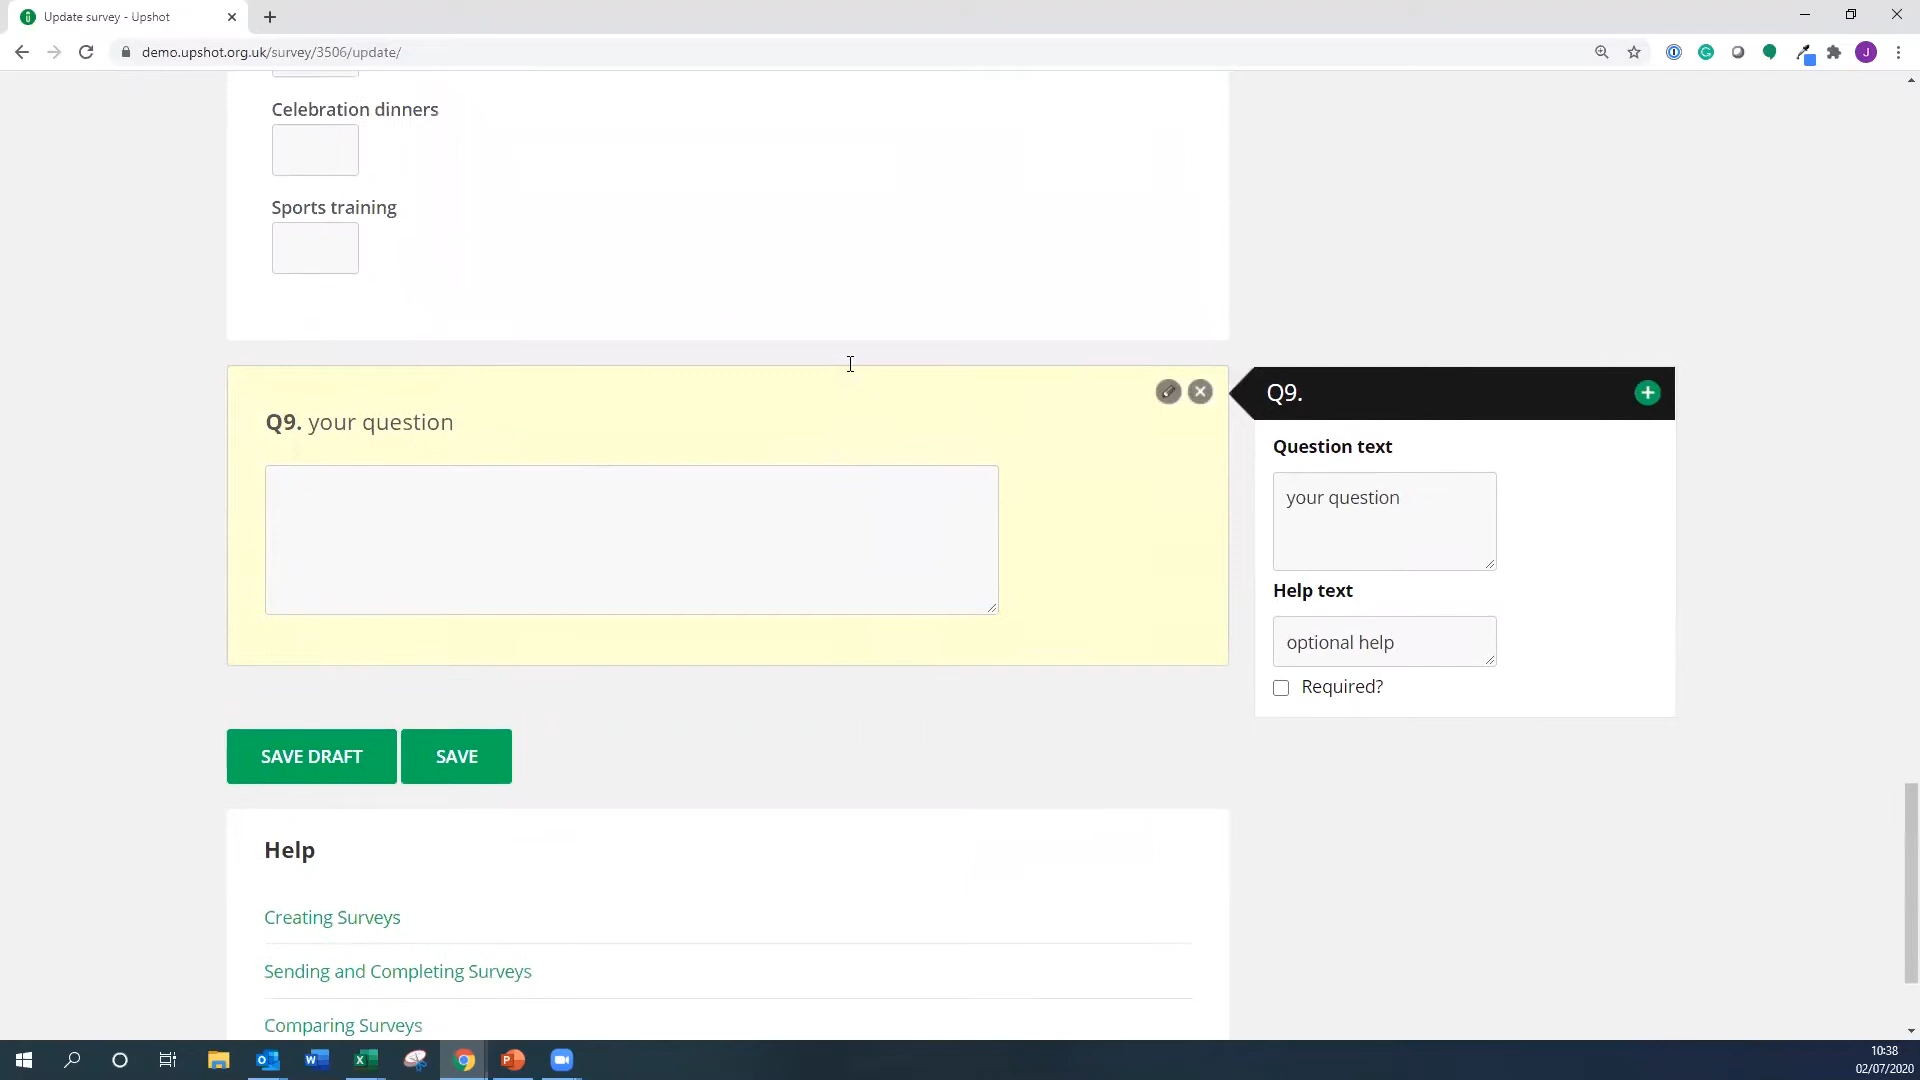 Update survey - Upshot
demo.upshot.org.uk/survey/3506/update/
J
Celebration dinners
Sports training
Q9. your question
Q9.
Question text
your question
Help text
optional help
Required?
SAVE DRAFT
SAVE
Help
Creating Surveys
Sending and Completing Surveys
Comparing Surveys
10:38
02/07/2020